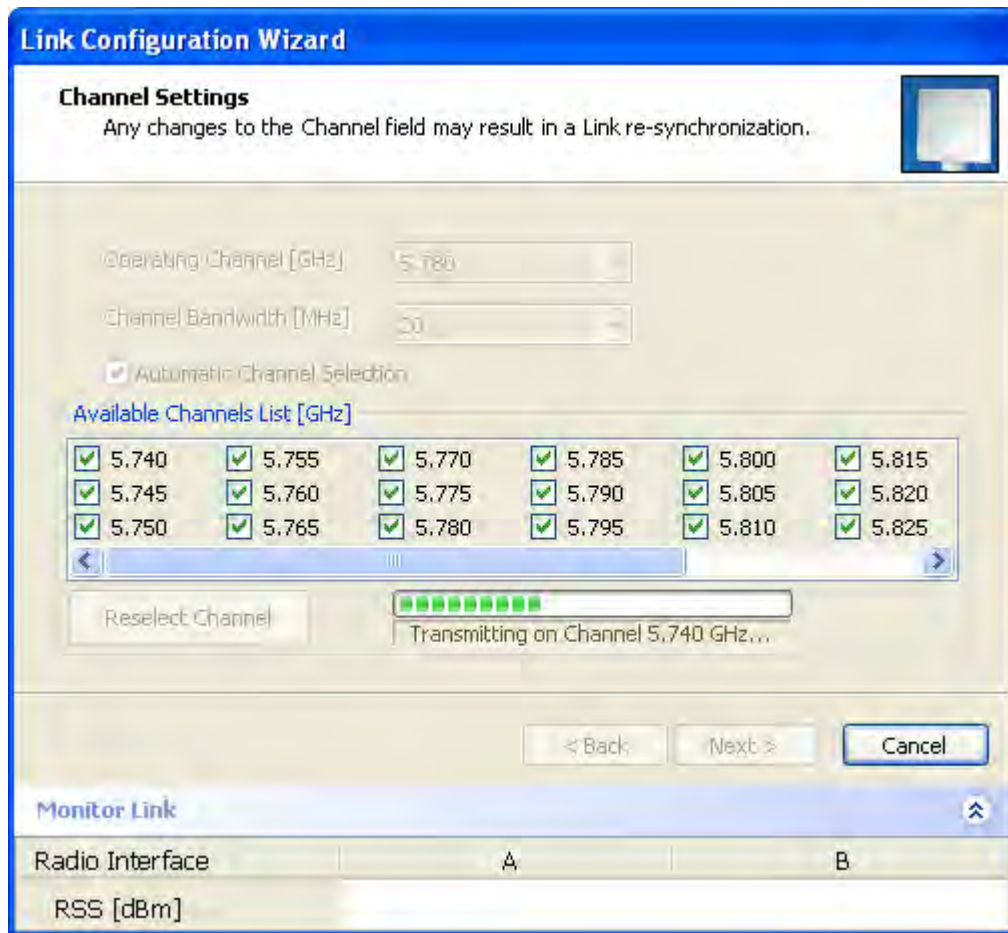 Link Configuration Wizard
Channel Settings
Any changes to the Channel field may result in a Link re-synchronization.
Operating Channel [GHz] 5.780
Channel Bandwidth [MHz] 20
Automatic Channel Selection
Available Channels List [GHz]
5.740 5.755 5.770 5.785 5.800 5.815
5.745 5.760 5.775 5.790 5.805 5.820
5.750 5.765 5.780 5.795 5.810 5.825
Reselect Channel
Transmitting on Channel 5.740 GHz...
< Back Next > Cancel
Monitor Link
Radio Interface A B
RSS [dBm]